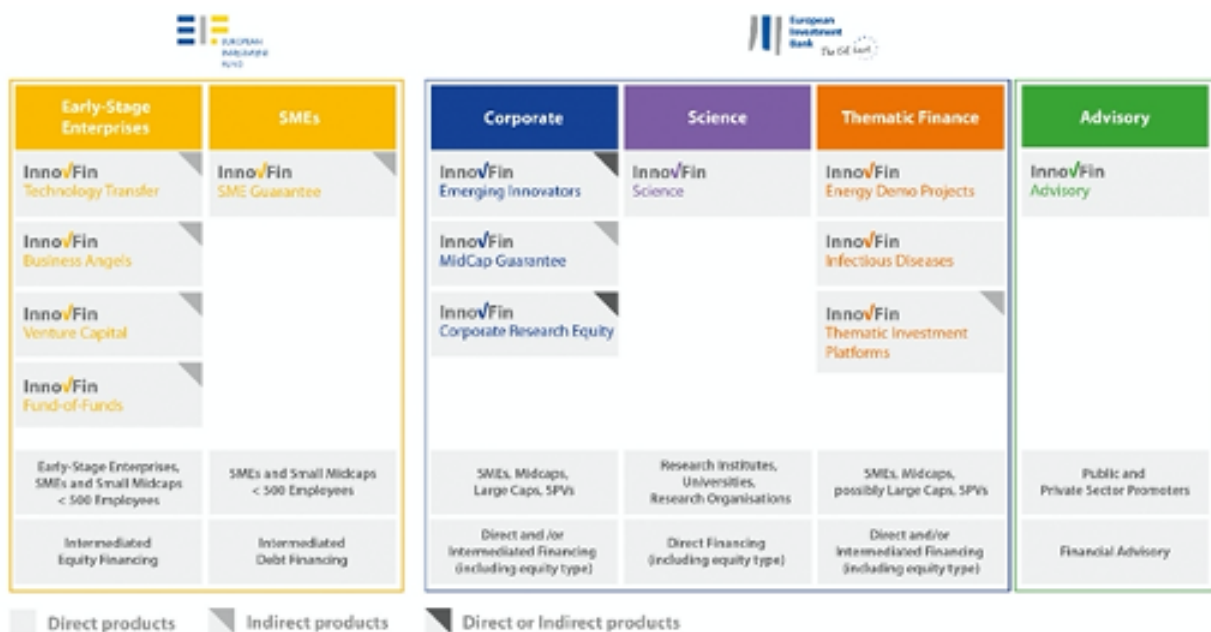 EUROPEAN
INVESTMENT
FUND
European
Investment
Bank The EU bank
Early-Stage
Enterprises
SMEs
Corporate
Science
Thematic Finance
Advisory
InnovFin
Technology Transfer
InnovFin
SME Guarantee
InnovFin
Emerging Innovators
InnovFin
Science
InnovFin
Energy Demo Projects
InnovFin
Advisory
InnovFin
Business Angels
InnovFin
MidCap Guarantee
InnovFin
Infectious Diseases
InnovFin
Venture Capital
InnovFin
Corporate Research Equity
InnovFin
Thematic Investment
Platforms
InnovFin
Fund-of-Funds
Early-Stage Enterprises,
SMEs and Small Midcaps
< 500 Employees
SMEs and Small Midcaps
< 500 Employees
SMEs, Midcaps,
Large Caps, SPVs
Research Institutes,
Universities,
Research Organisations
SMEs, Midcaps,
possibly Large Caps, SPVs
Public and
Private Sector Promoters
Intermediated
Equity Financing
Intermediated
Debt Financing
Direct and /or
Intermediated Financing
(including equity type)
Direct Financing
(including equity type)
Direct and/or
Intermediated Financing
(including equity type)
Financial Advisory
Direct products
Indirect products
Direct or Indirect products